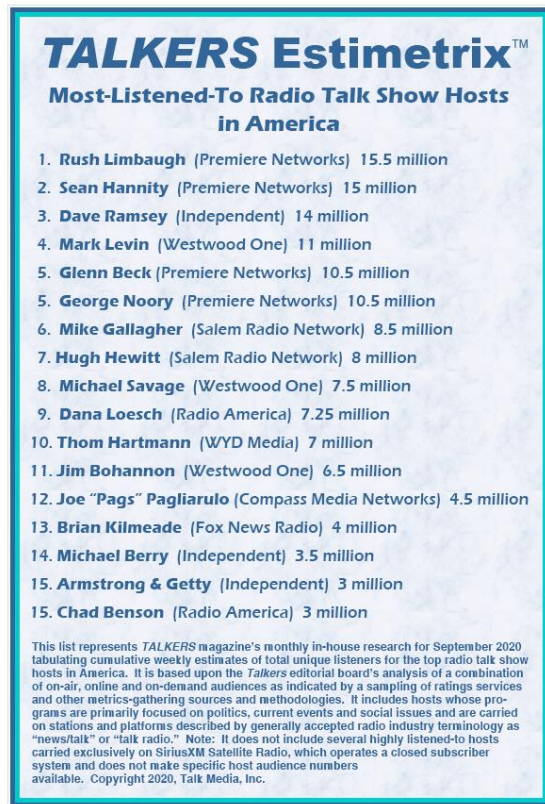 TALKERS Estimetrix™
Most-Listened-To Radio Talk Show Hosts
in America
1. Rush Limbaugh (Premiere Networks) 15.5 million
2. Sean Hannity (Premiere Networks) 15 million
3. Dave Ramsey (Independent) 14 million
4. Mark Levin (Westwood One) 11 million
5. Glenn Beck (Premiere Networks) 10.5 million
5. George Noory (Premiere Networks) 10.5 million
6. Mike Gallagher (Salem Radio Network) 8.5 million
7. Hugh Hewitt (Salem Radio Network) 8 million
8. Michael Savage (Westwood One) 7.5 million
9. Dana Loesch (Radio America) 7.25 million
10. Thom Hartmann (WYD Media) 7 million
11. Jim Bohannon (Westwood One) 6.5 million
12. Joe “Pags” Pagliarulo (Compass Media Networks) 4.5 million
13. Brian Kilmeade (Fox News Radio) 4 million
14. Michael Berry (Independent) 3.5 million
15. Armstrong & Getty (Independent) 3 million
15. Chad Benson (Radio America) 3 million
This list represents TALKERS magazine’s monthly in-house research for September 2020
tabulating cumulative weekly estimates of total unique listeners for the top radio talk show
hosts in America. It is based upon the Talkers editorial board’s analysis of a combination
of on-air, online and on-demand audiences as indicated by a sampling of ratings services
and other metrics-gathering sources and methodologies. It includes hosts whose pro-
grams are primarily focused on politics, current events and social issues and are carried
on stations and platforms described by generally accepted radio industry terminology as
“news/talk” or “talk radio.” Note: It does not include several highly listened-to hosts
carried exclusively on SiriusXM Satellite Radio, which operates a closed subscriber
system and does not make specific host audience numbers
available. Copyright 2020, Talk Media, Inc.